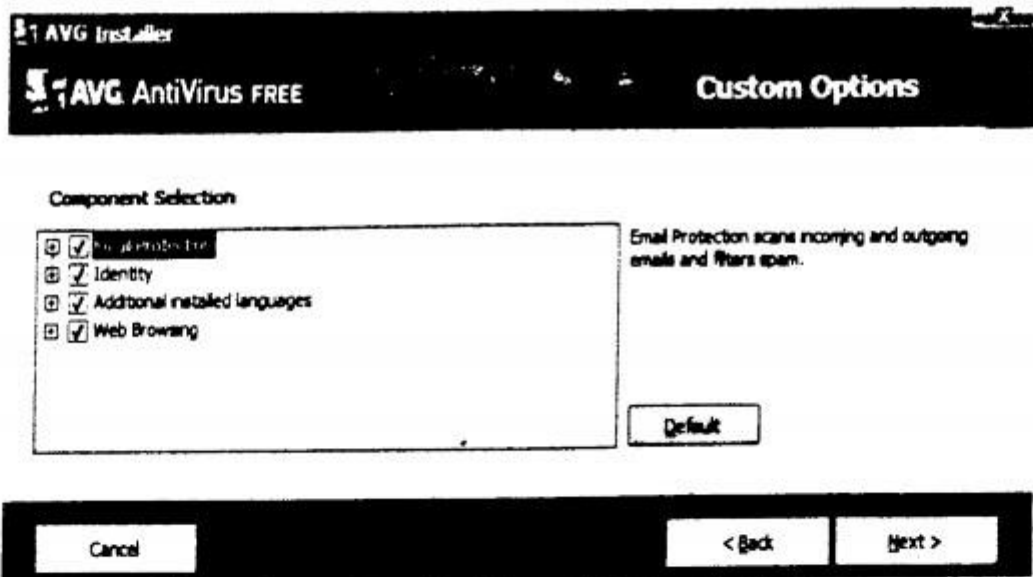 AVG Installer
AVG AntiVirus FREE
Custom Options
Component Selection
Identity
Additional installed languages
Web Browsing
Email Protection scans incoming and outgoing
emails and filters spam.
Default
Cancel
< Back
Next >